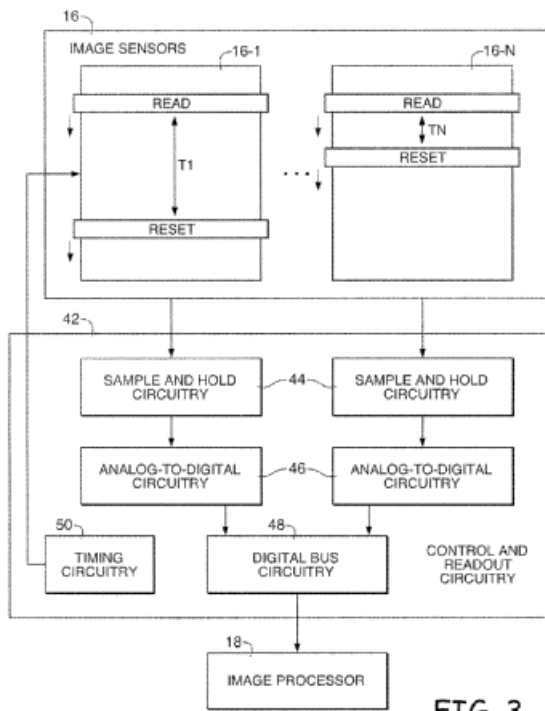 16
IMAGE SENSORS
16-1
16-N
READ
READ
T1
TN
RESET
RESET
42
SAMPLE AND HOLD
CIRCUITRY
44
SAMPLE AND HOLD
CIRCUITRY
ANALOG-TO-DIGITAL
CIRCUITRY
46
ANALOG-TO-DIGITAL
CIRCUITRY
50
TIMING
CIRCUITRY
48
DIGITAL BUS
CIRCUITRY
CONTROL AND
READOUT
CIRCUITRY
18
IMAGE PROCESSOR
FIG. 3